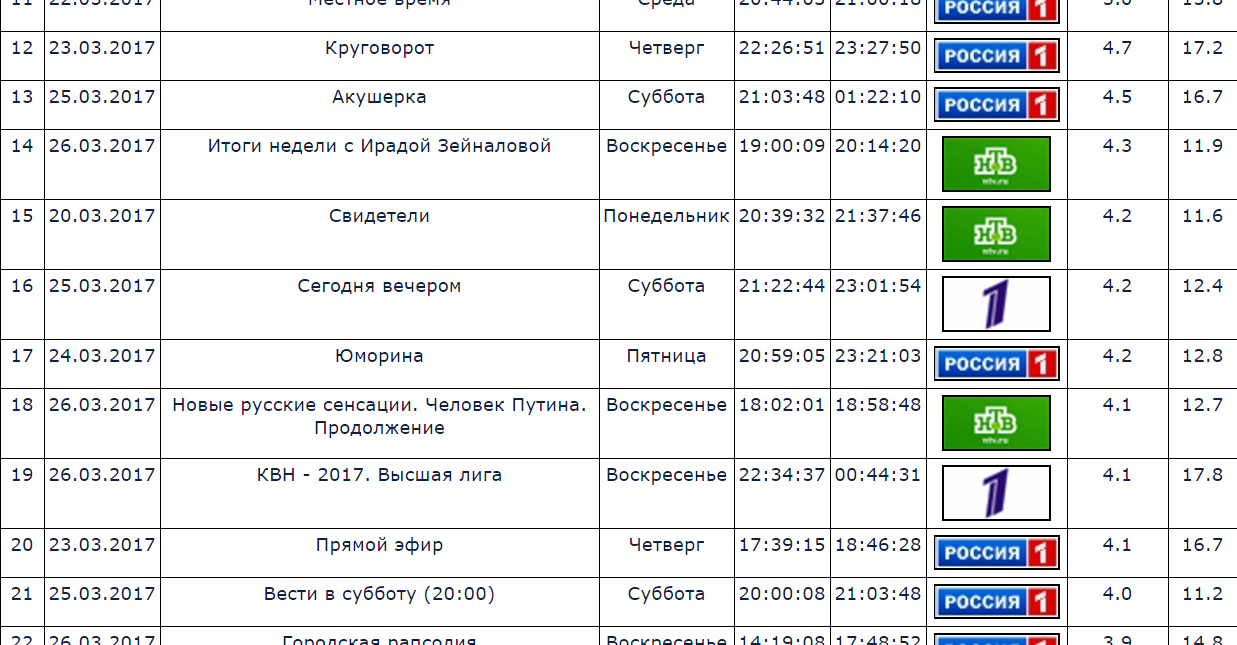 11 22.03.2017 Местное время Среда 20:44:05 21:00:18 РОССИЯ 1 5.0 15.8
12 23.03.2017 Круговорот Четверг 22:26:51 23:27:50 РОССИЯ 1 4.7 17.2
13 25.03.2017 Акушерка Суббота 21:03:48 01:22:10 РОССИЯ 1 4.5 16.7
14 26.03.2017 Итоги недели с Ирадой Зейналовой Воскресенье 19:00:09 20:14:20 НТВ 4.3 11.9
ntv.ru
15 20.03.2017 Свидетели Понедельник 20:39:32 21:37:46 НТВ 4.2 11.6
ntv.ru
16 25.03.2017 Сегодня вечером Суббота 21:22:44 23:01:54 1 4.2 12.4
17 24.03.2017 Юморина Пятница 20:59:05 23:21:03 РОССИЯ 1 4.2 12.8
18 26.03.2017 Новые русские сенсации. Человек Путина. Воскресенье 18:02:01 18:58:48 НТВ 4.1 12.7
Продолжение ntv.ru
19 26.03.2017 КВН - 2017. Высшая лига Воскресенье 22:34:37 00:44:31 1 4.1 17.8
20 23.03.2017 Прямой эфир Четверг 17:39:15 18:46:28 РОССИЯ 1 4.1 16.7
21 25.03.2017 Вести в субботу (20:00) Суббота 20:00:08 21:03:48 РОССИЯ 1 4.0 11.2
22 26.03.2017 Городская рапсодия Воскресенье 14:19:08 17:48:52 3.9 14.8